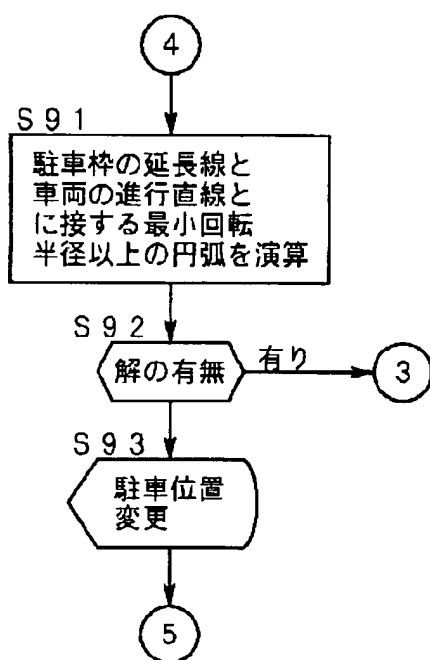 4
S91
駐車枠の延長線と
車両の進行直線と
に接する最小回転
半径以上の円弧を演算
S92
解の有無
有り
3
S93
駐車位置
変更
5